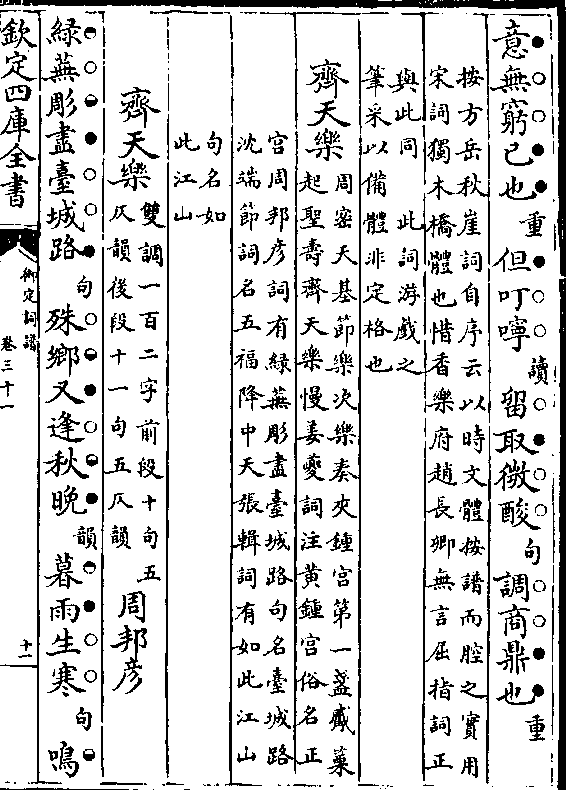 意無窮已也重但叮嚀讀留取微酸句調商鼎也重
按方岳秋崖詞自序云以時文體按譜而腔之實用
宋詞獨木橋體也惜香樂府趙長卿無言屈指詞正
與此同 此詞游戲之
筆采以備體非定格也
齊天樂
周密天基節樂次樂奏夾鍾宮第一盞觱篥
起聖壽齊天樂慢姜夔詞注黃鍾宮俗名正
宮周邦彥詞有綠蕪彫盡臺城路句名臺城路
沈端節詞名五福降中天張輯詞有如此江山
句名如
此江山
齊天樂
雙調一百二字前段十句五
仄韻後段十一句五仄韻
周邦彥
綠蕪彫盡臺城路句殊鄉又逢秋晚韻暮雨生寒句鳴
欽定四庫全書
御定詞譜
卷三十一
十一